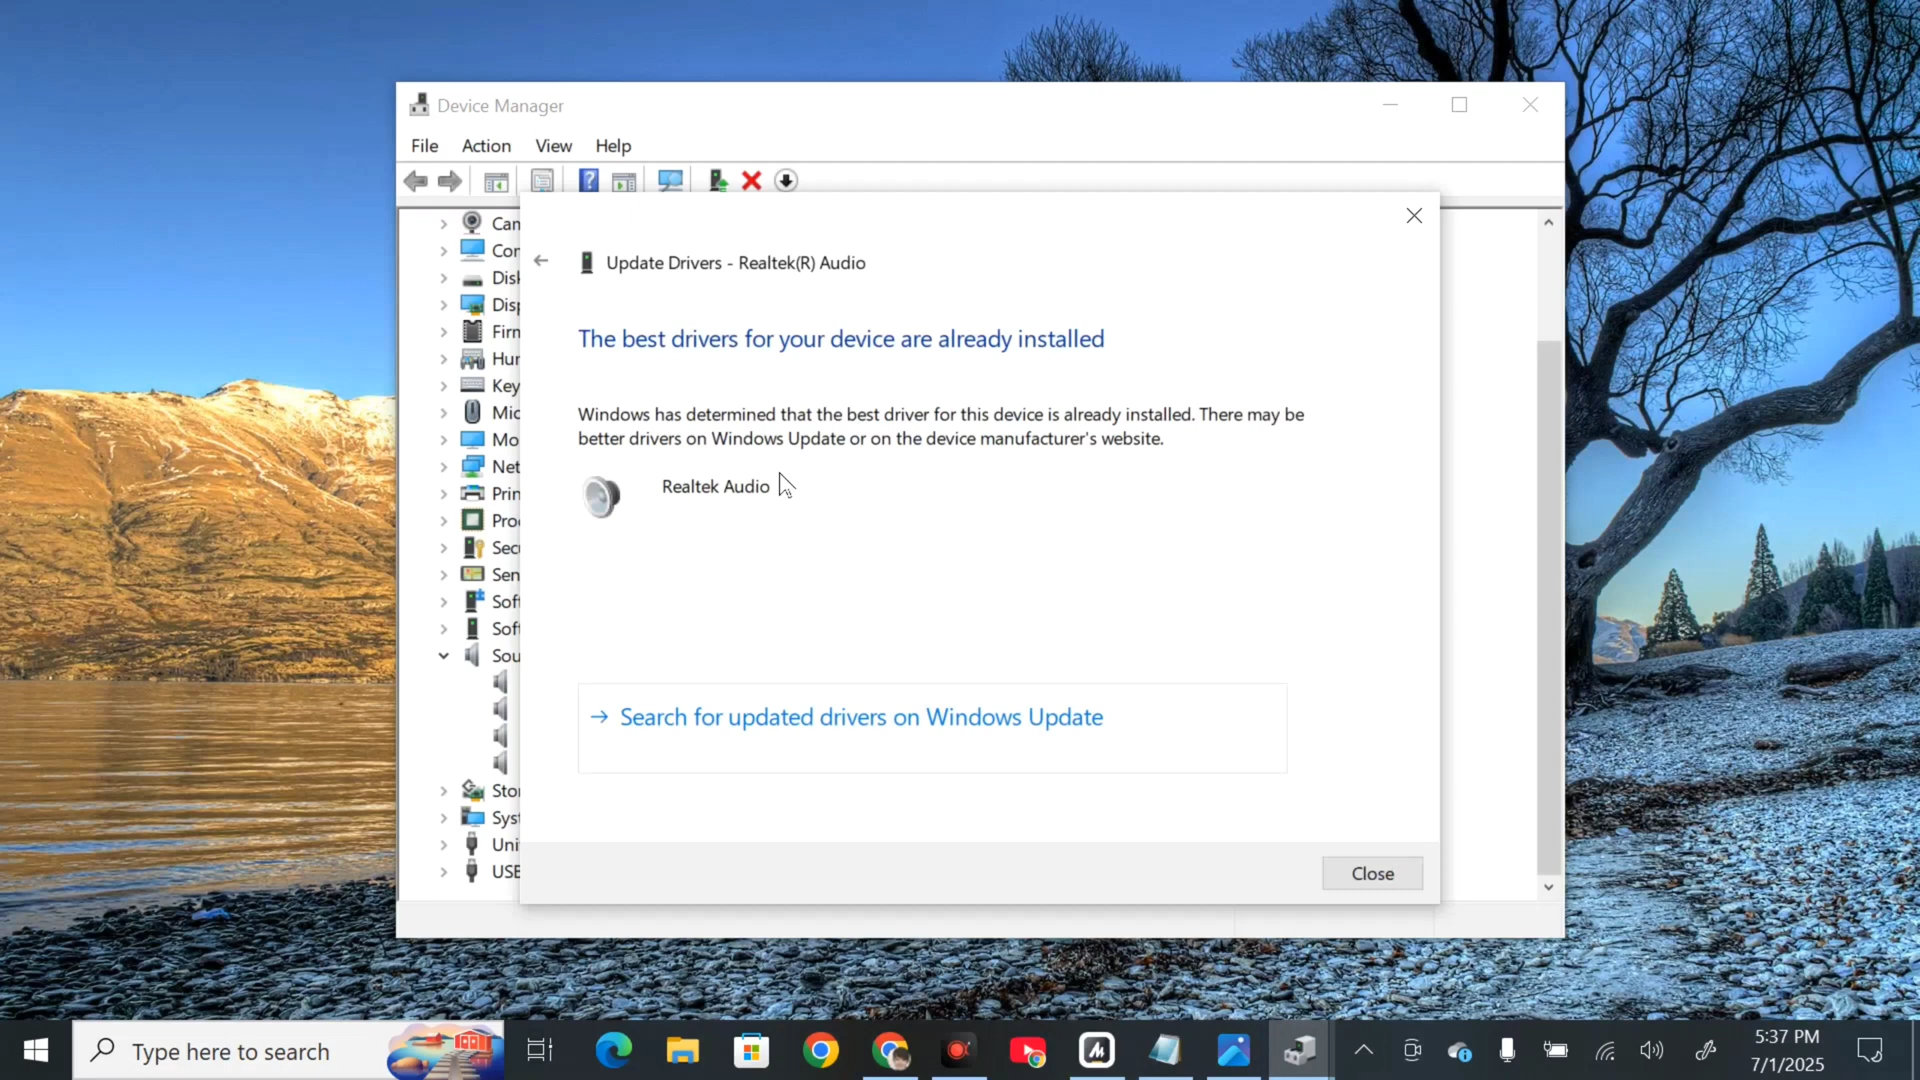 Device Manager
File Action View Help
Update Drivers - Realtek(R) Audio
The best drivers for your device are already installed
Windows has determined that the best driver for this device is already installed. There may be
better drivers on Windows Update or on the device manufacturer's website.
Realtek Audio
Search for updated drivers on Windows Update
Close
Cam
Con
Disk
Disp
Firm
Hur
Key
Mic
Mo
Net
Prin
Pro
Sec
Sen
Soft
Soft
Sou
Stor
Syst
Uni
USE
Type here to search
5:37 PM
7/1/2025